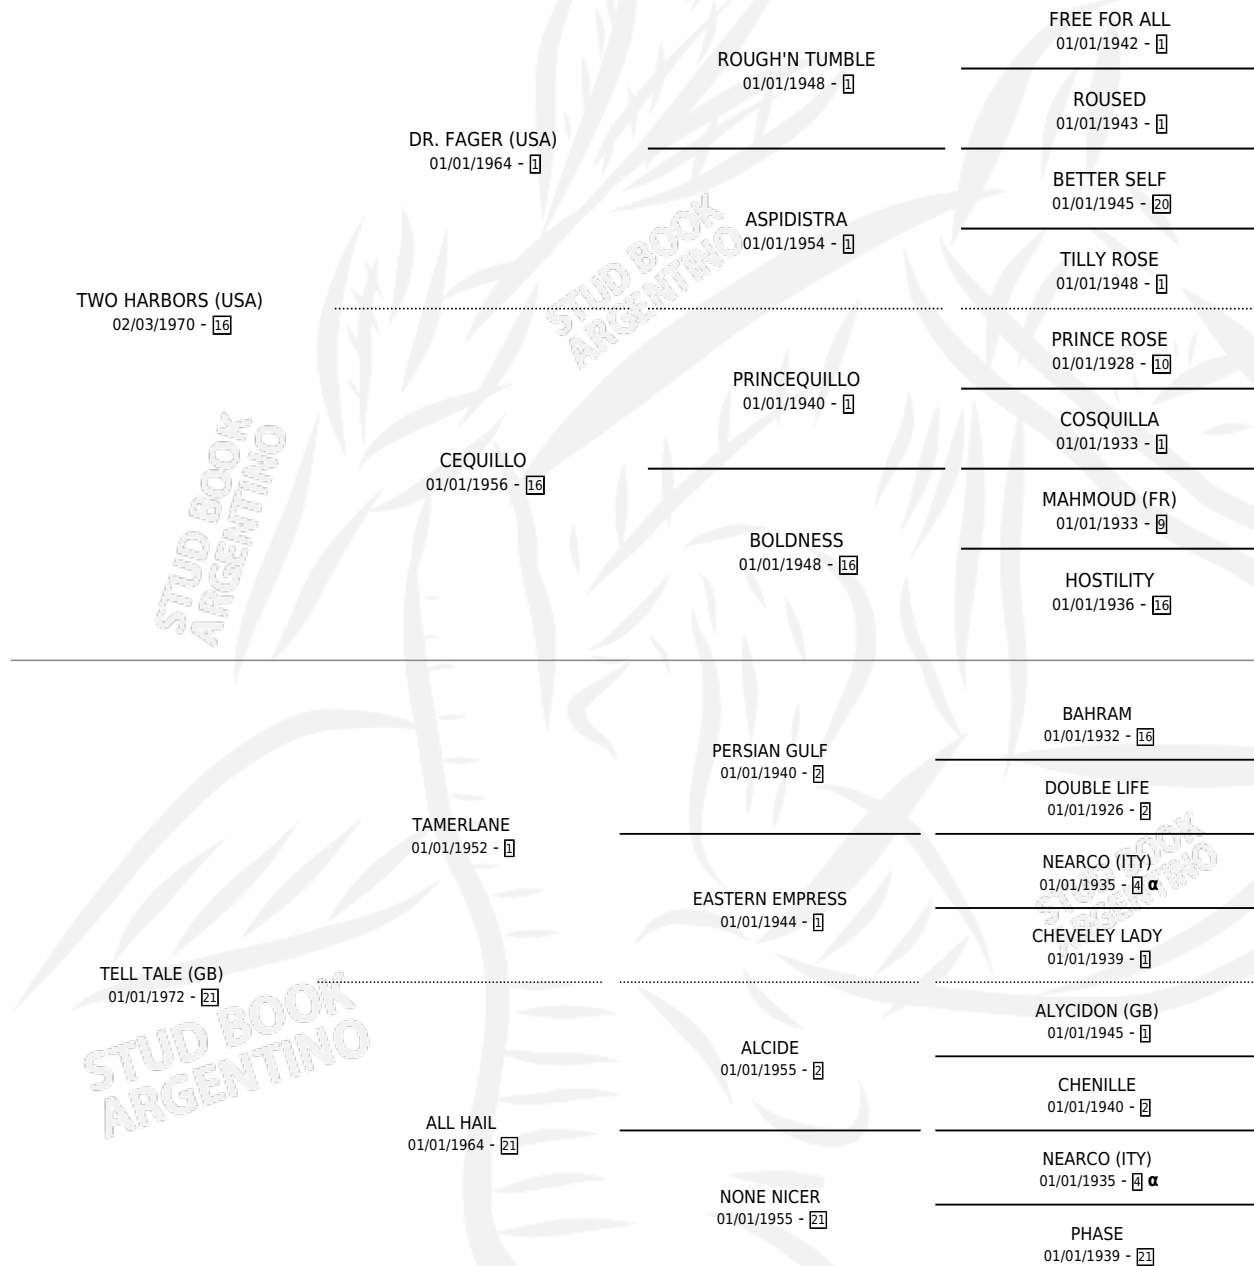 FREE FOR ALL
01/01/1942 - 1
ROUGH'N TUMBLE
01/01/1948 - 1
ROUSED
01/01/1943 - 1
DR. FAGER (USA)
01/01/1964 - 1
BETTER SELF
01/01/1945 - 20
ASPIDISTRA
01/01/1954 - 1
TILLY ROSE
01/01/1948 - 1
TWO HARBORS (USA)
02/03/1970 - 16
PRINCE ROSE
01/01/1928 - 10
PRINCEQUILLO
01/01/1940 - 1
COSQUILLA
01/01/1933 - 1
CEQUILLO
01/01/1956 - 16
MAHMOUD (FR)
01/01/1933 - 9
BOLDNESS
01/01/1948 - 16
HOSTILITY
01/01/1936 - 16
BAHRAM
01/01/1932 - 16
PERSIAN GULF
01/01/1940 - 2
DOUBLE LIFE
01/01/1926 - 2
TAMERLANE
01/01/1952 - 1
NEARCO (ITY)
01/01/1935 - 4 α
EASTERN EMPRESS
01/01/1944 - 1
CHEVELEY LADY
01/01/1939 - 1
TELL TALE (GB)
01/01/1972 - 21
ALYCIDON (GB)
01/01/1945 - 1
ALCIDE
01/01/1955 - 2
CHENILLE
01/01/1940 - 2
ALL HAIL
01/01/1964 - 21
NEARCO (ITY)
01/01/1935 - 4 α
NONE NICER
01/01/1955 - 21
PHASE
01/01/1939 - 21
STUD BOOK
ARGENTINO
STUD BOOK
ARGENTINO
STUD BOOK
ARGENTINO
STUD BOOK
ARGENTINO